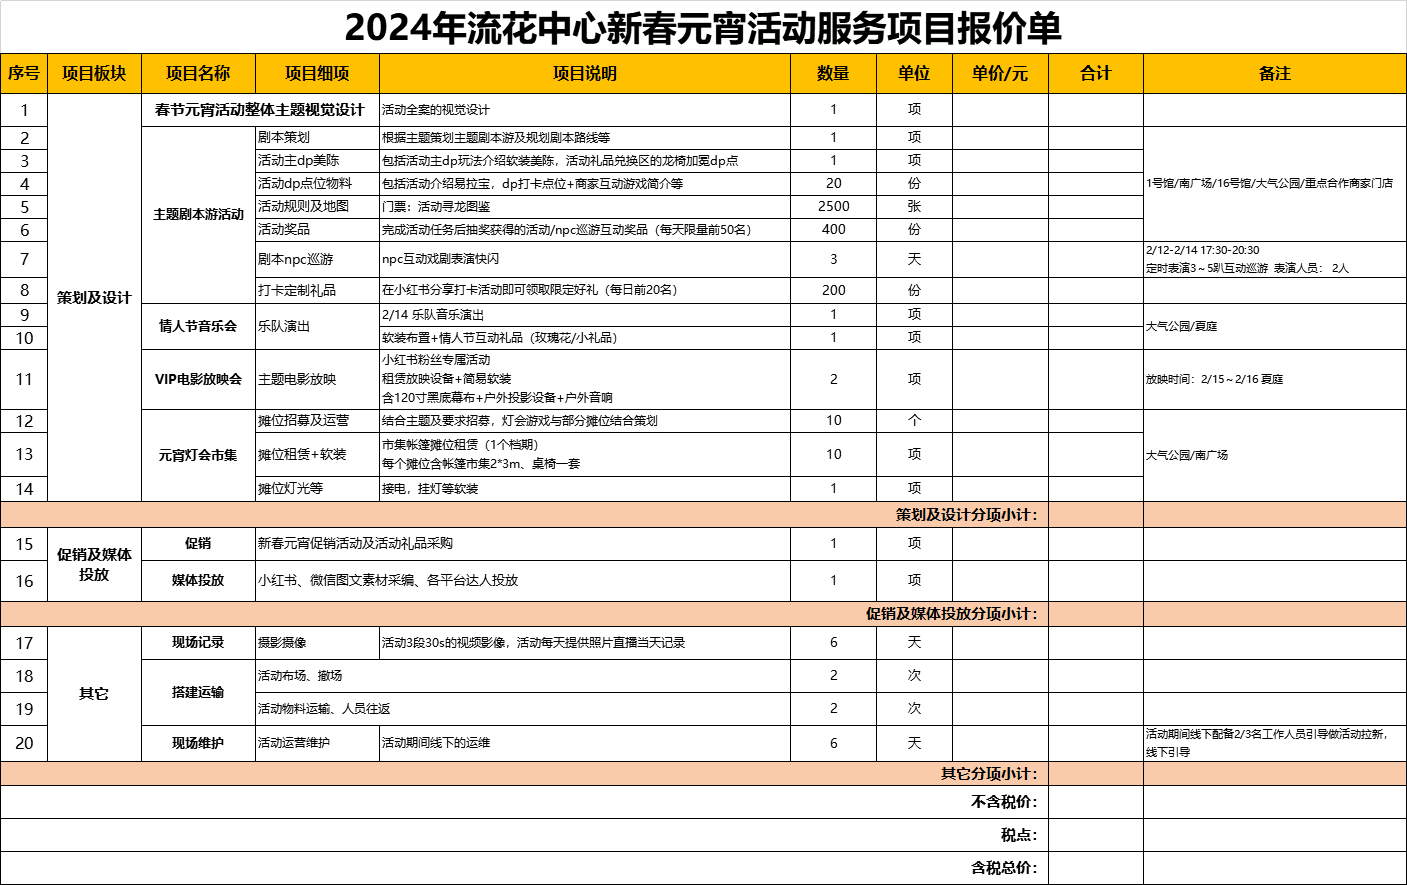 2024年流花中心新春元宵活动服务项目报价单
序号 项目板块 项目名称 项目细项 项目说明 数量 单位 单价/元 合计 备注
1 春节元宵活动整体主题视觉设计 活动全案的视觉设计 1 项
2 剧本策划 根据主题策划主题剧本游及规划剧本路线等 1 项
3 活动主dp美陈 包括活动主dp玩法介绍软装美陈，活动礼品兑换区的龙椅加冕dp点 1 项
4 活动dp点位物料 包括活动介绍易拉宝，dp打卡点位+商家互动游戏简介等 20 份
1号馆/南广场/16号馆/大气公园/重点合作商家门店
5 活动规则及地图 门票：活动寻龙图鉴 2500 张
主题剧本游活动
6 活动奖品 完成活动任务后抽奖获得的活动/npc巡游互动奖品（每天限量前50名） 400 份
7 剧本npc巡游 npc互动戏剧表演快闪 3 天
2/12-2/14 17:30-20:30
定时表演3～5趴互动巡游 表演人员： 2人
8 打卡定制礼品 在小红书分享打卡活动即可领取限定好礼（每日前20名） 200 份
策划及设计
9 2/14 乐队音乐演出 1 项
情人节音乐会 乐队演出 大气公园/夏庭
10 软装布置+情人节互动礼品（玫瑰花/小礼品） 1 项
11 VIP电影放映会 主题电影放映
小红书粉丝专属活动
租赁放映设备+简易软装
含120寸黑底幕布+户外投影设备+户外音响
2 项 放映时间：2/15～2/16 夏庭
12 摊位招募及运营 结合主题及要求招募，灯会游戏与部分摊位结合策划 10 个
13 元宵灯会市集 摊位租赁+软装
市集帐篷摊位租赁（1个档期）
每个摊位含帐篷市集2*3m、桌椅一套
10 项 大气公园/南广场
14 摊位灯光等 接电，挂灯等软装 1 项
策划及设计分项小计：
15 促销 新春元宵促销活动及活动礼品采购 1 项
促销及媒体
投放
16 媒体投放 小红书、微信图文素材采编、各平台达人投放 1 项
促销及媒体投放分项小计：
17 现场记录 摄影摄像 活动3段30s的视频影像，活动每天提供照片直播当天记录 6 天
18 活动布场、撤场 2 次
其它 搭建运输
19 活动物料运输、人员往返 2 次
20 现场维护 活动运营维护 活动期间线下的运维 6 天
活动期间线下配备2/3名工作人员引导做活动拉新，
线下引导
其它分项小计：
不含税价：
税点：
含税总价：